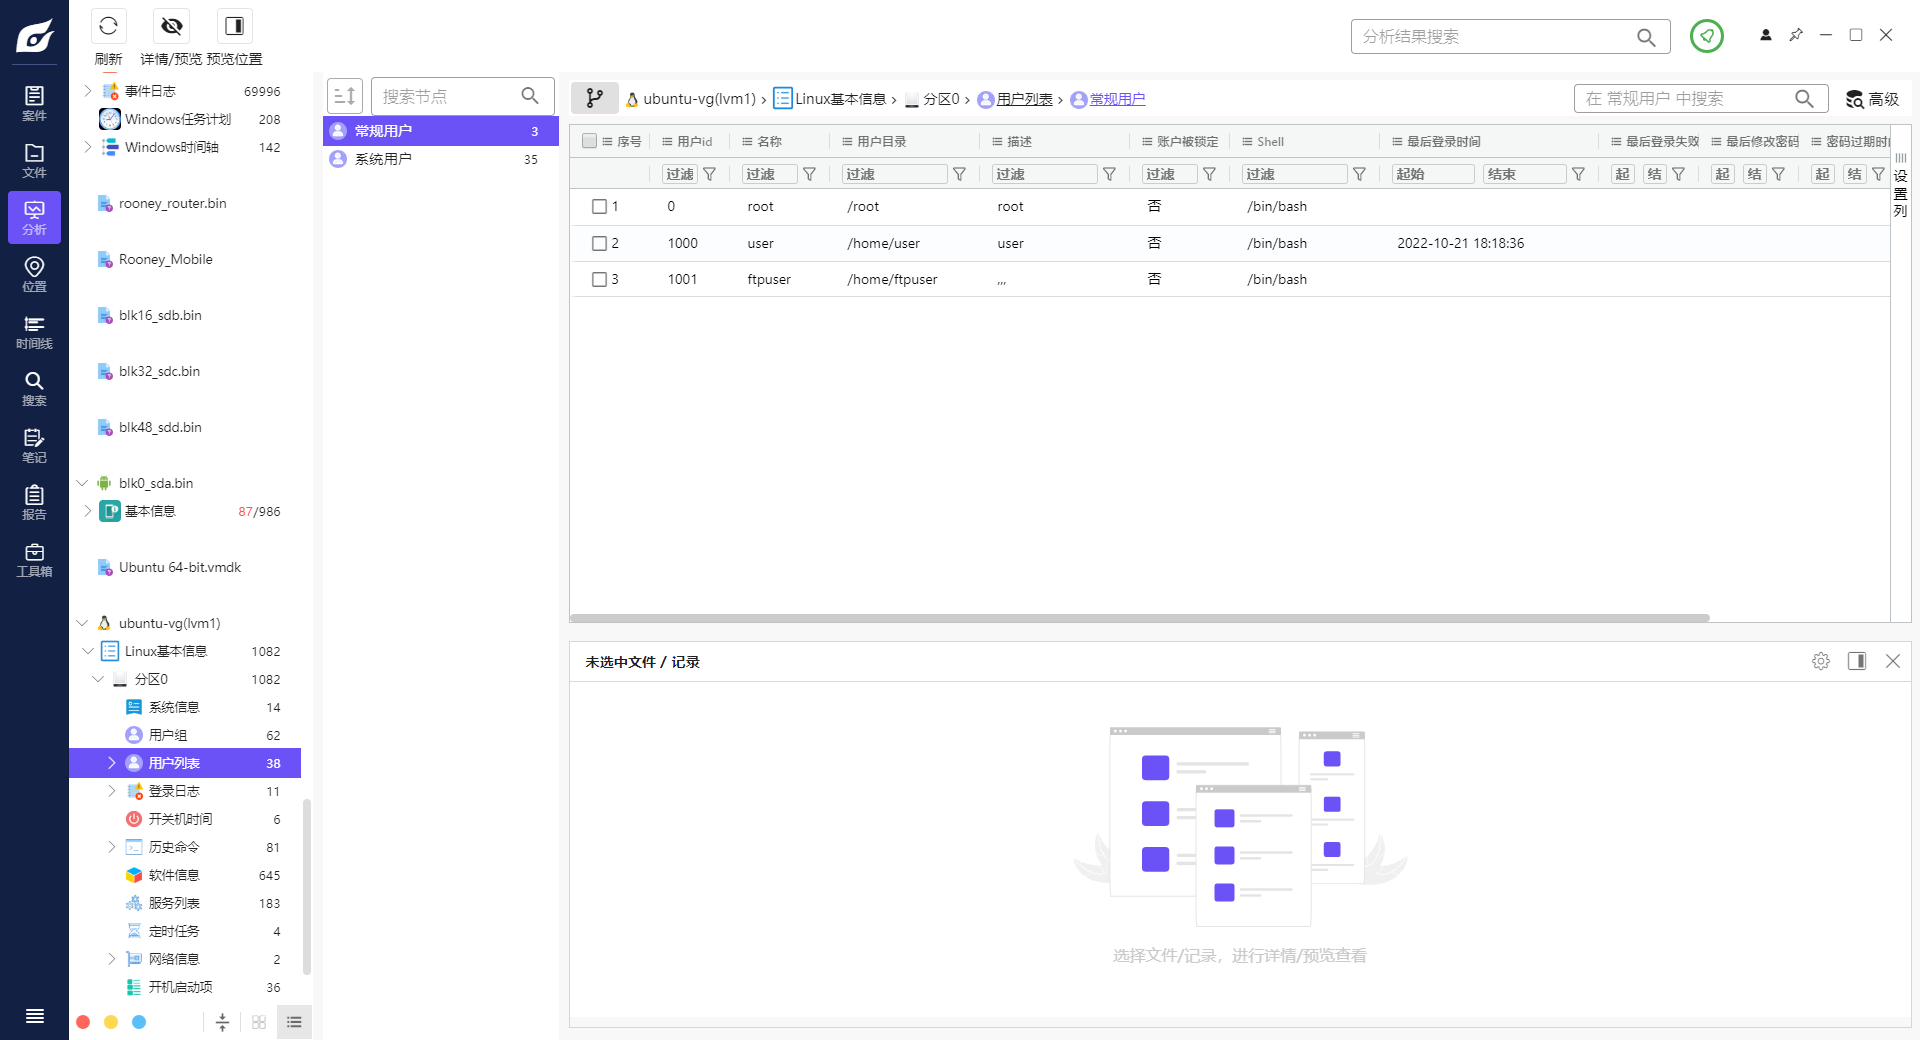 刷新
详情/预览
预览位置
分析结果搜索
案件
文件
分析
位置
时间线
搜索
笔记
报告
工具箱
事件日志 69996
Windows任务计划 208
Windows时间轴 142
rooney_router.bin
Rooney_Mobile
blk16_sdb.bin
blk32_sdc.bin
blk48_sdd.bin
blk0_sda.bin
基本信息 87/986
Ubuntu 64-bit.vmdk
ubuntu-vg(lvm1)
Linux基本信息 1082
分区0 1082
系统信息 14
用户组 62
用户列表 38
登录日志 11
开关机时间 6
历史命令 81
软件信息 645
服务列表 183
定时任务 4
网络信息 2
开机启动项 36
搜索节点
常规用户 3
系统用户 35
ubuntu-vg(lvm1) › Linux基本信息 › 分区0 › 用户列表 › 常规用户
在 常规用户 中搜索
高级
序号 用户id 名称 用户目录 描述 账户被锁定 Shell 最后登录时间 最后登录失败 最后修改密码 密码过期时
过滤 过滤 过滤 过滤 过滤 过滤 起始 结束 起 结 起 结 起 结
1 0 root /root root 否 /bin/bash
2 1000 user /home/user user 否 /bin/bash 2022-10-21 18:18:36
3 1001 ftpuser /home/ftpuser ,,, 否 /bin/bash
设置列
未选中文件 / 记录
选择文件/记录，进行详情/预览查看